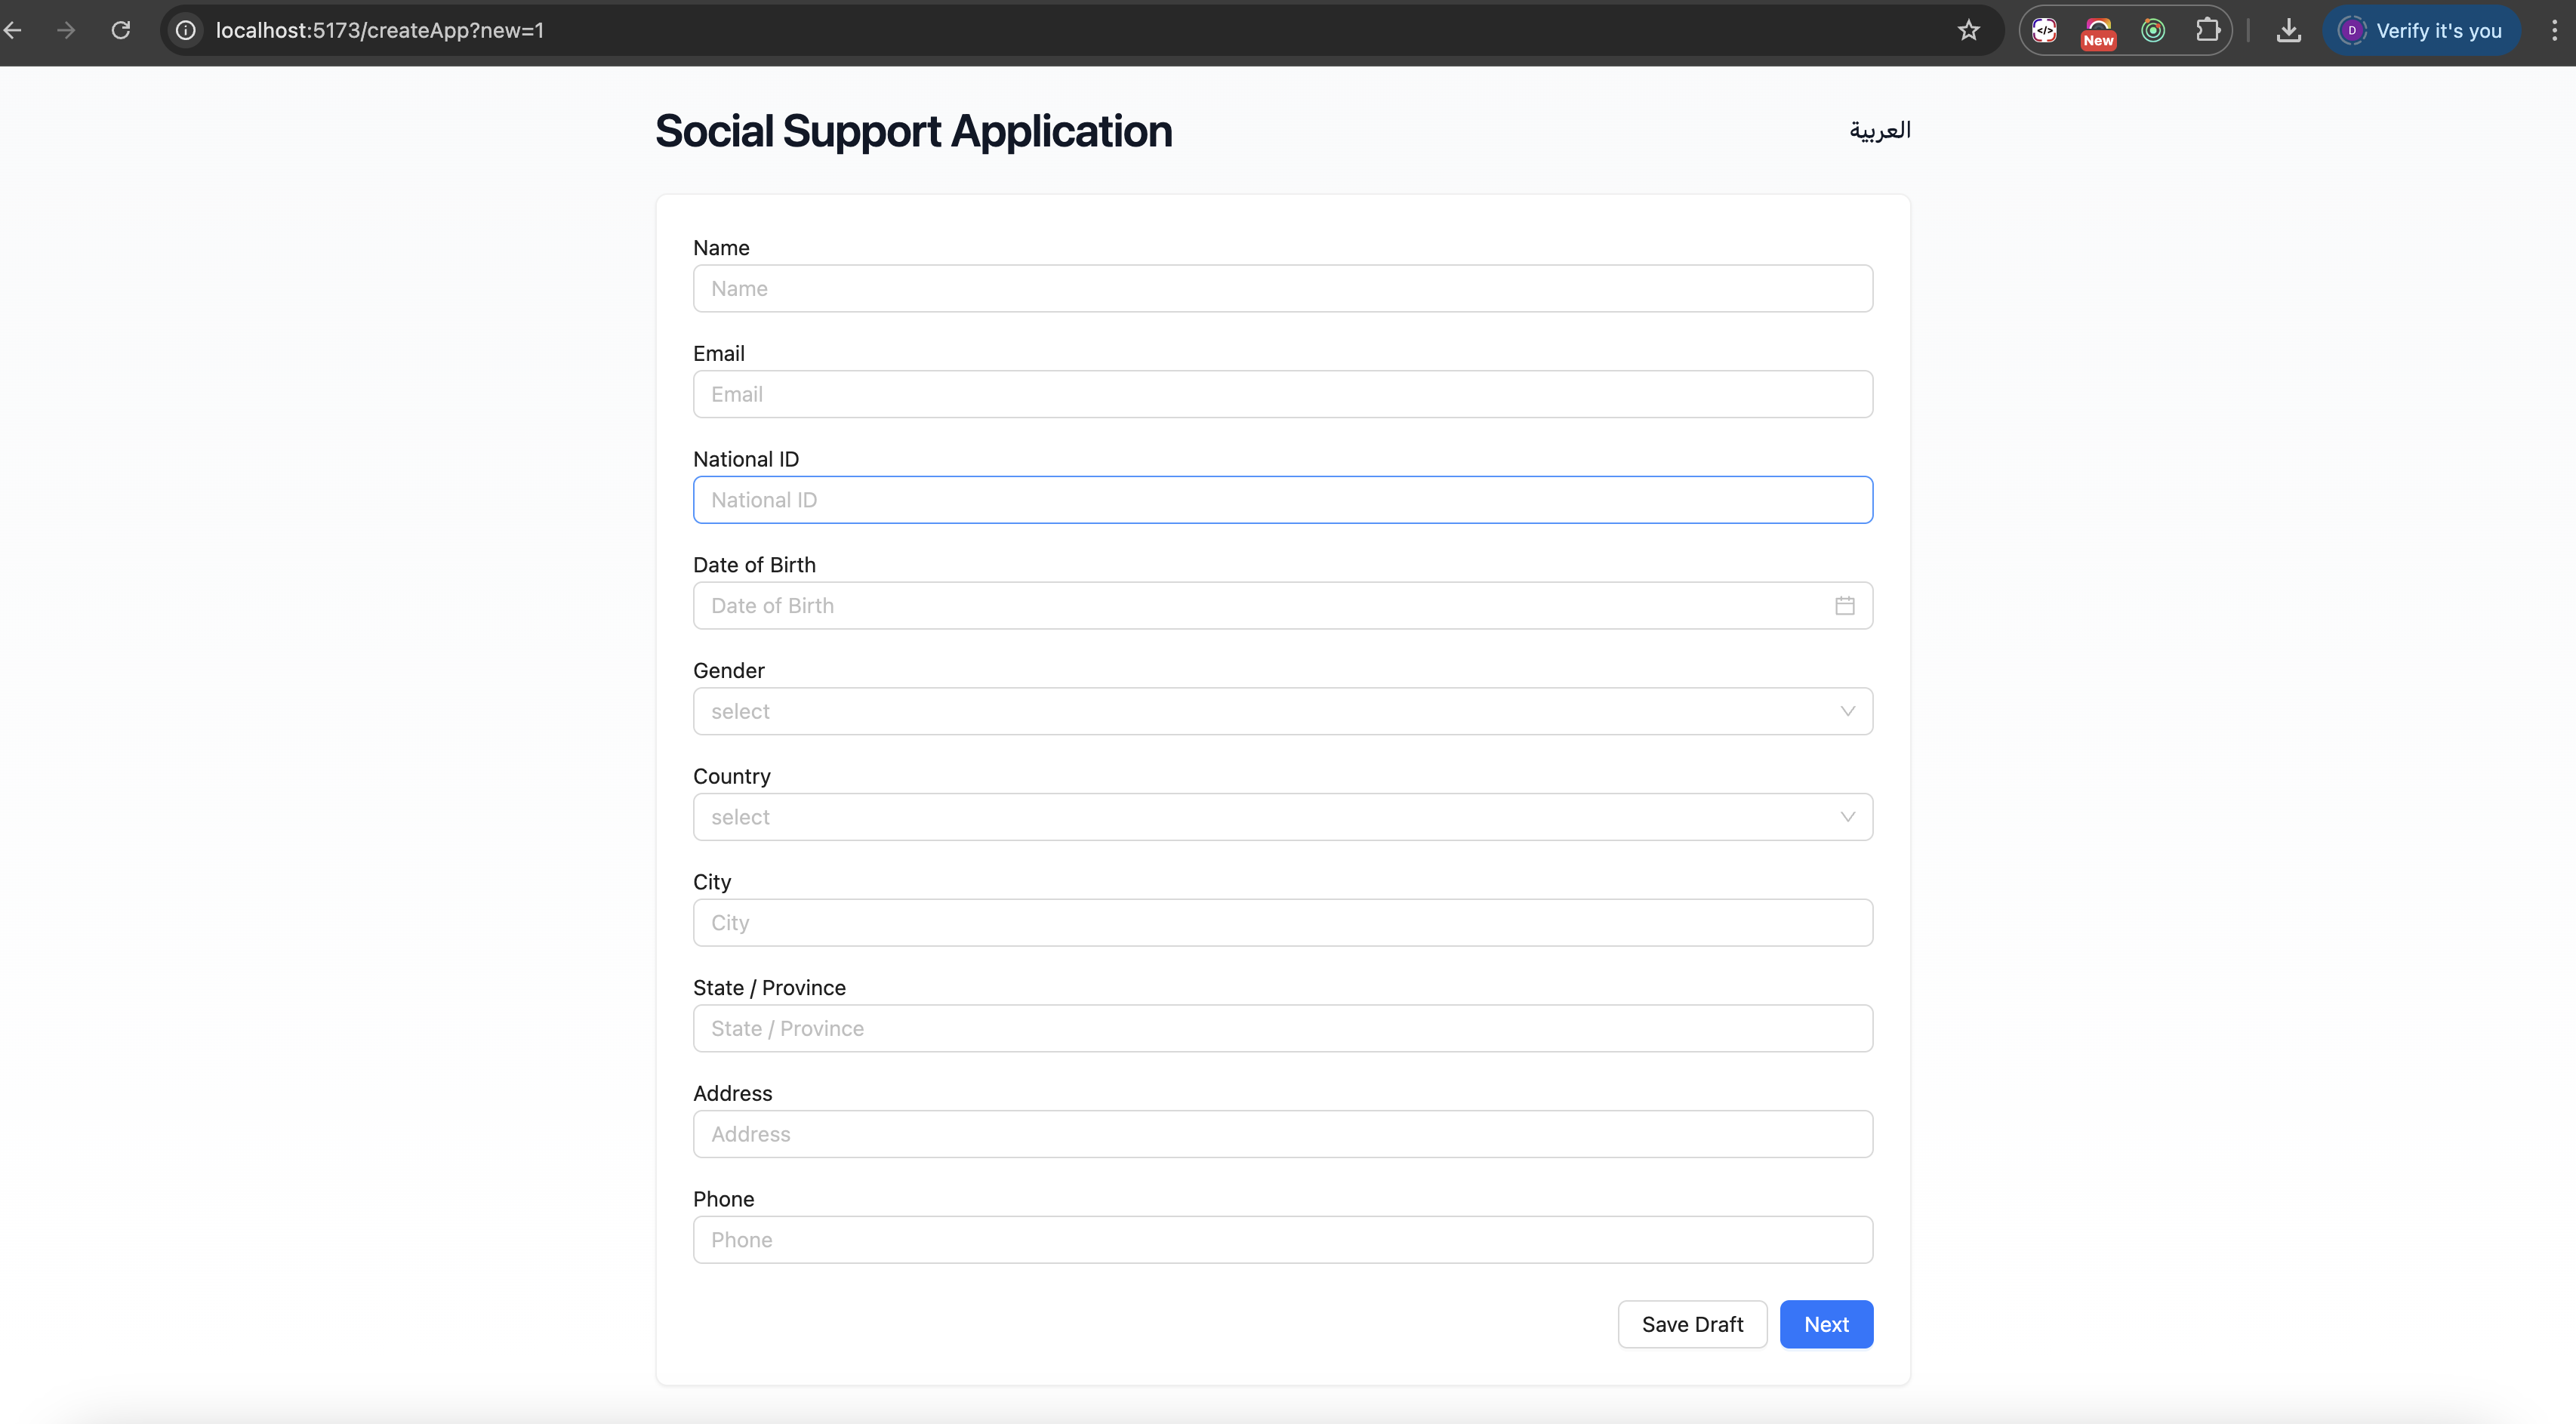 localhost:5173/createApp?new=1
New
D
Verify it's you
Social Support Application
العربية
Name
Name
Email
Email
National ID
National ID
Date of Birth
Date of Birth
Gender
select
Country
select
City
City
State / Province
State / Province
Address
Address
Phone
Phone
Save Draft
Next